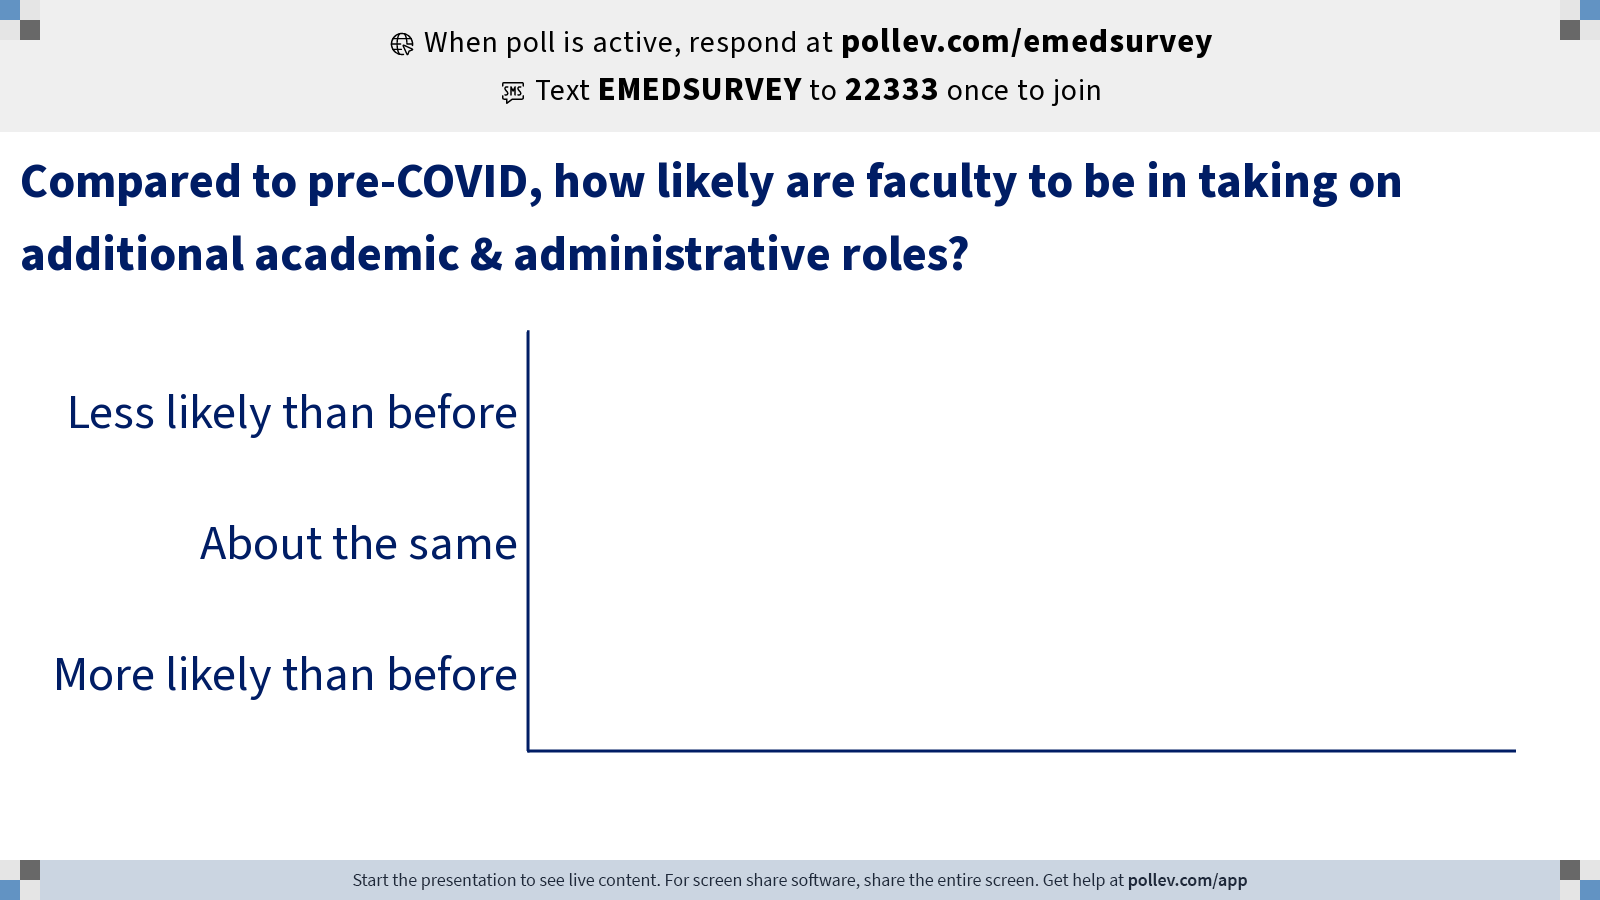 When poll is active, respond at pollev.com/emedsurvey
SMS Text EMEDSURVEY to 22333 once to join
Compared to pre-COVID, how likely are faculty to be in taking on
additional academic & administrative roles?
Less likely than before
About the same
More likely than before
Start the presentation to see live content. For screen share software, share the entire screen. Get help at pollev.com/app